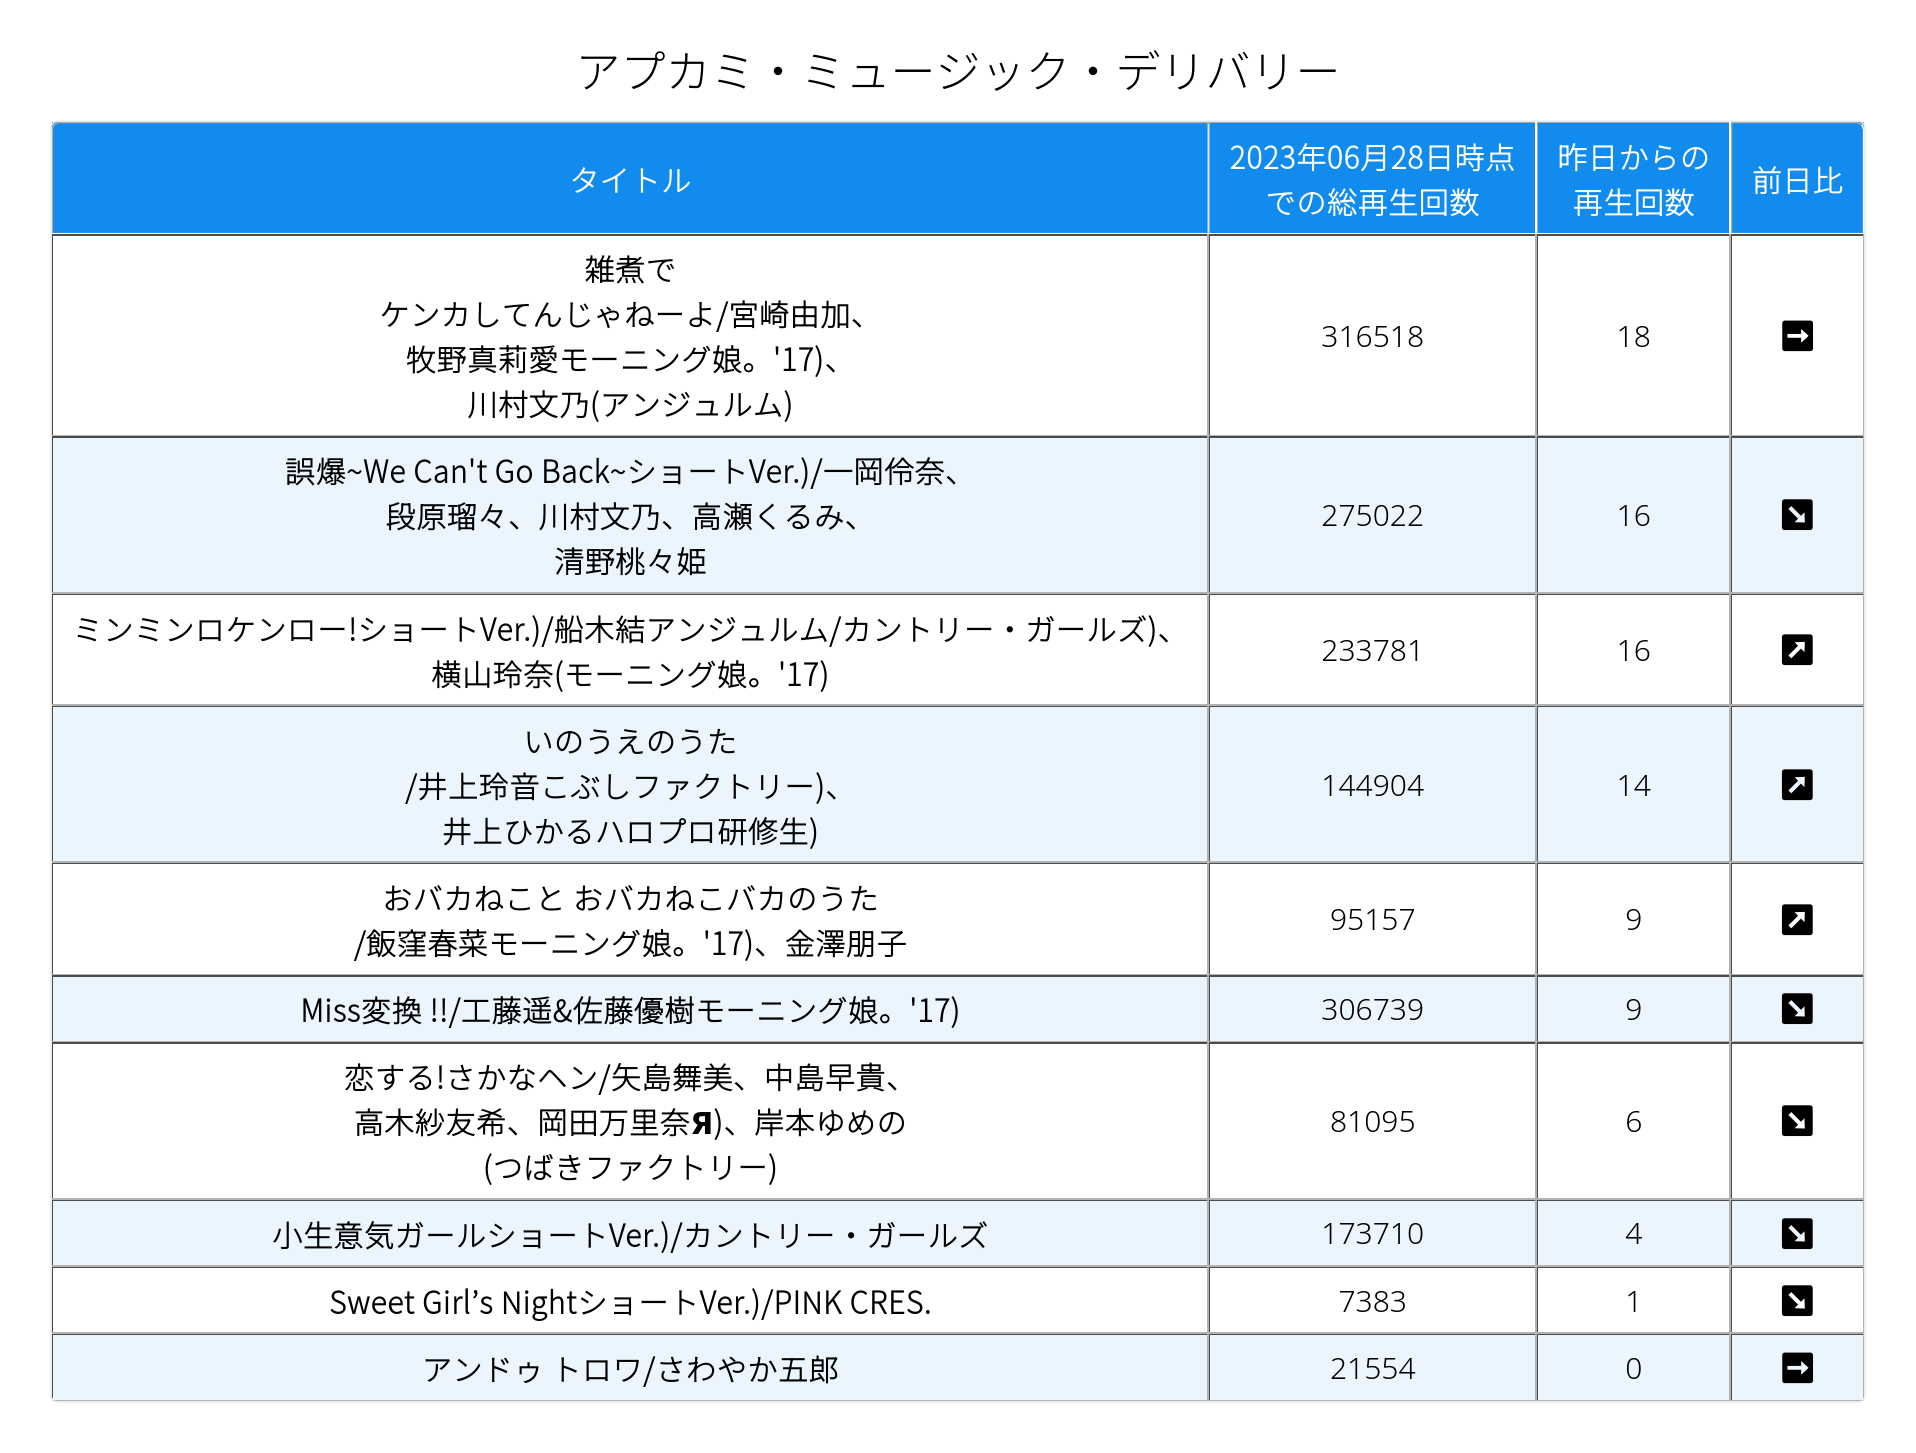 アプカミ・ミュージック・デリバリー
タイトル
2023年06月28日時点
での総再生回数
昨日からの
再生回数
前日比
雑煮で
ケンカしてんじゃねーよ/宮崎由加、
牧野真莉愛モーニング娘。'17)、
川村文乃(アンジュルム)
316518
18
➡
誤爆~We Can't Go Back~ショートVer.)/一岡伶奈、
段原瑠々、川村文乃、高瀬くるみ、
清野桃々姫
275022
16
↘
ミンミンロケンロー!ショートVer.)/船木結アンジュルム/カントリー・ガールズ)、
横山玲奈(モーニング娘。'17)
233781
16
↗
いのうえのうた
/井上玲音こぶしファクトリー)、
井上ひかるハロプロ研修生)
144904
14
↗
おバカねこと おバカねこバカのうた
/飯窪春菜モーニング娘。'17)、金澤朋子
95157
9
↗
Miss変換 !!/工藤遥&佐藤優樹モーニング娘。'17)
306739
9
↘
恋する!さかなヘン/矢島舞美、中島早貴、
高木紗友希、岡田万里奈Я)、岸本ゆめの
(つばきファクトリー)
81095
6
↘
小生意気ガールショートVer.)/カントリー・ガールズ
173710
4
↘
Sweet Girl’s NightショートVer.)/PINK CRES.
7383
1
↘
アンドゥ トロワ/さわやか五郎
21554
0
➡